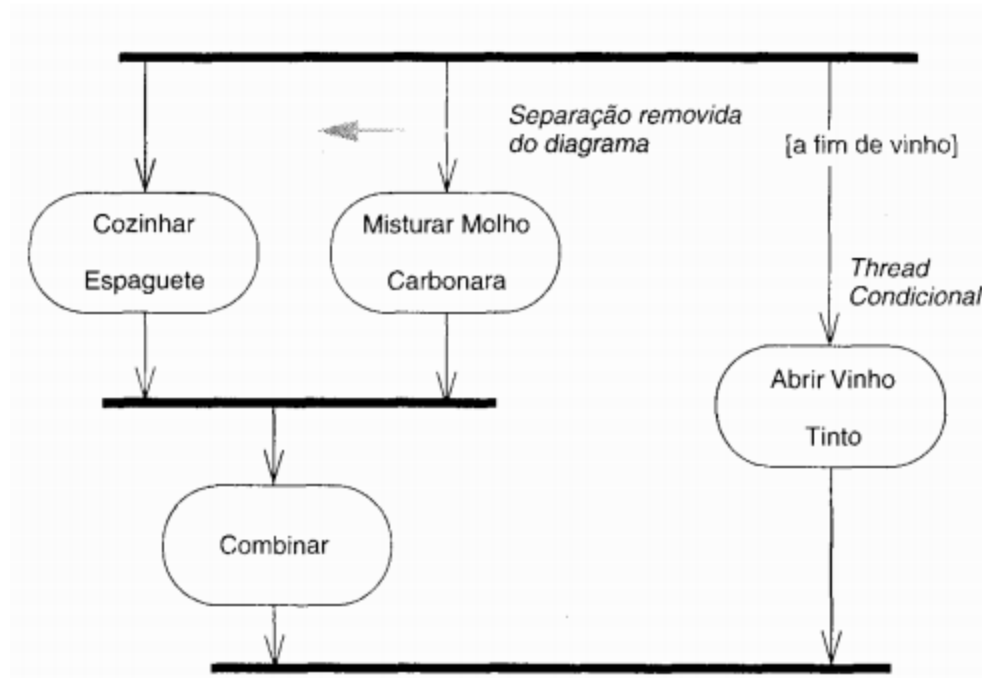 Separação removida
do diagrama
[a fim de vinho]
Cozinhar
Espaguete
Misturar Molho
Carbonara
Thread
Condicional
Abrir Vinho
Tinto
Combinar